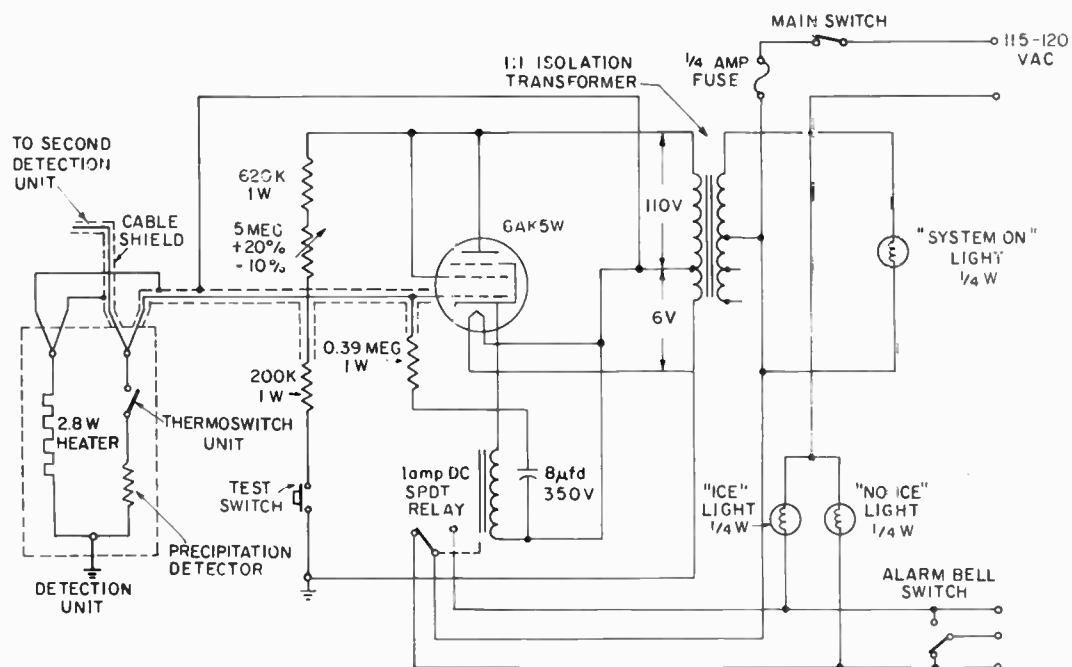 MAIN SWITCH
115-120
VAC
1/4 AMP
FUSE
1:1 ISOLATION
TRANSFORMER
TO SECOND
DETECTION
UNIT
CABLE
SHIELD
620K
1W
5 MEG
+20%
-10%
6AK5W
110V
6V
"SYSTEM ON"
LIGHT
1/4 W
0.39 MEG
1W
200K
1W
2.8 W
HEATER
THERMOSWITCH
UNIT
TEST
SWITCH
1amp DC
SPDT
RELAY
8μfd
350V
"ICE"
LIGHT
1/4 W
"NO ICE"
LIGHT
1/4 W
PRECIPITATION
DETECTOR
DETECTION
UNIT
ALARM BELL
SWITCH